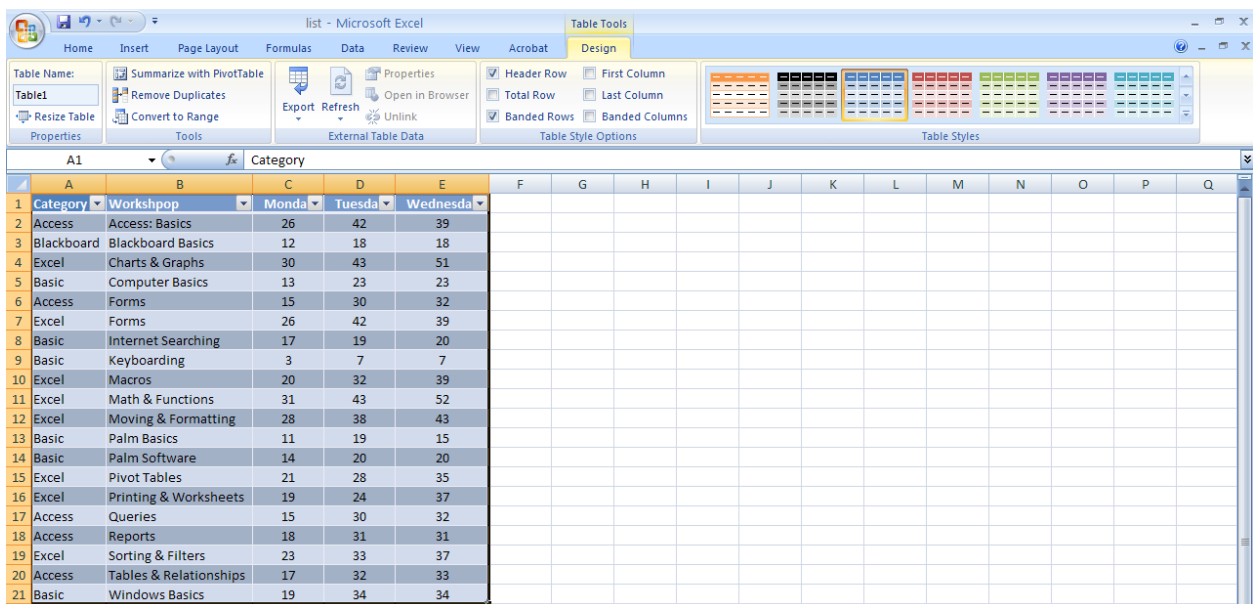 list - Microsoft Excel Table Tools
Home Insert Page Layout Formulas Data Review View Acrobat Design
Table Name: Summarize with PivotTable Properties Header Row First Column
Table1 Remove Duplicates Export Refresh Open in Browser Total Row Last Column
Resize Table Convert to Range Unlink Banded Rows Banded Columns
Properties Tools External Table Data Table Style Options Table Styles
A1 fx Category
A B C D E F G H I J K L M N O P Q
1 Category Workshpop Monda Tuesda Wednesda
2 Access Access: Basics 26 42 39
3 Blackboard Blackboard Basics 12 18 18
4 Excel Charts & Graphs 30 43 51
5 Basic Computer Basics 13 23 23
6 Access Forms 15 30 32
7 Excel Forms 26 42 39
8 Basic Internet Searching 17 19 20
9 Basic Keyboarding 3 7 7
10 Excel Macros 20 32 39
11 Excel Math & Functions 31 43 52
12 Excel Moving & Formatting 28 38 43
13 Basic Palm Basics 11 19 15
14 Basic Palm Software 14 20 20
15 Excel Pivot Tables 21 28 35
16 Excel Printing & Worksheets 19 24 37
17 Access Queries 15 30 32
18 Access Reports 18 31 31
19 Excel Sorting & Filters 23 33 37
20 Access Tables & Relationships 17 32 33
21 Basic Windows Basics 19 34 34